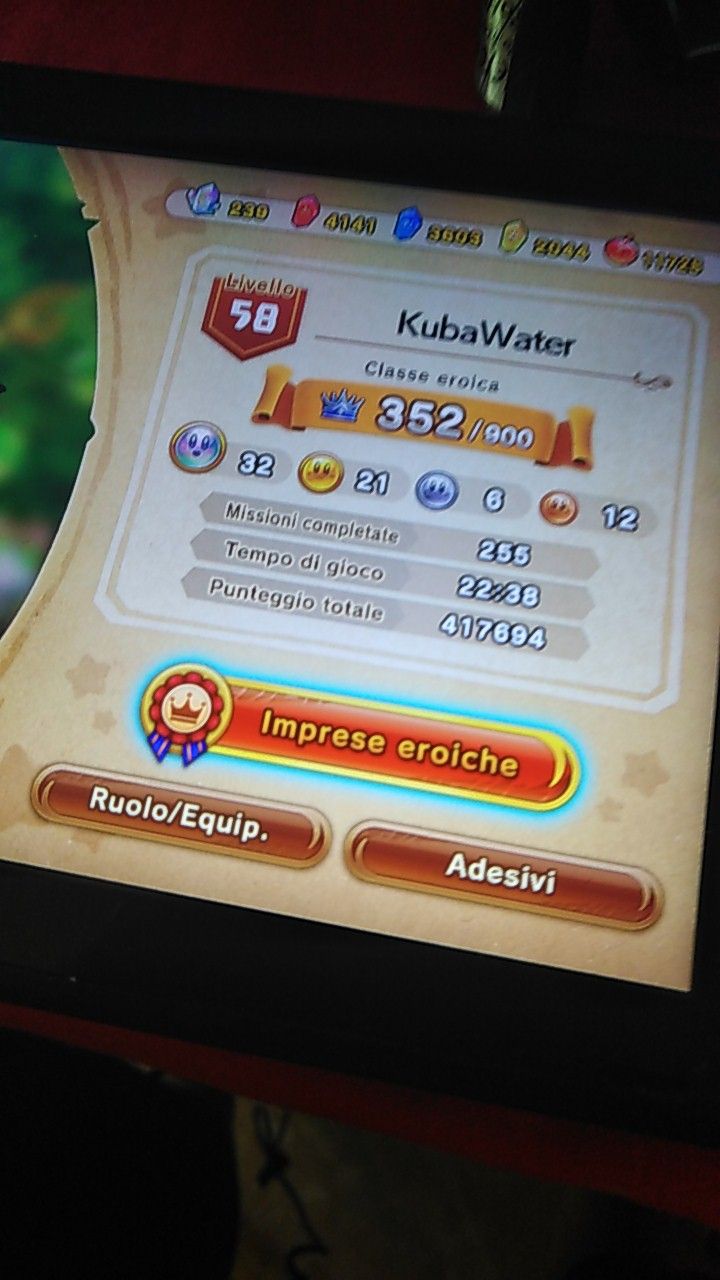 239 4141 3603 2044 11725
Livello
58
KubaWater
Classe eroica
352/900
32 21 6 12
Missioni completate 255
Tempo di gioco 22:38
Punteggio totale 417694
Imprese eroiche
Ruolo/Equip.
Adesivi